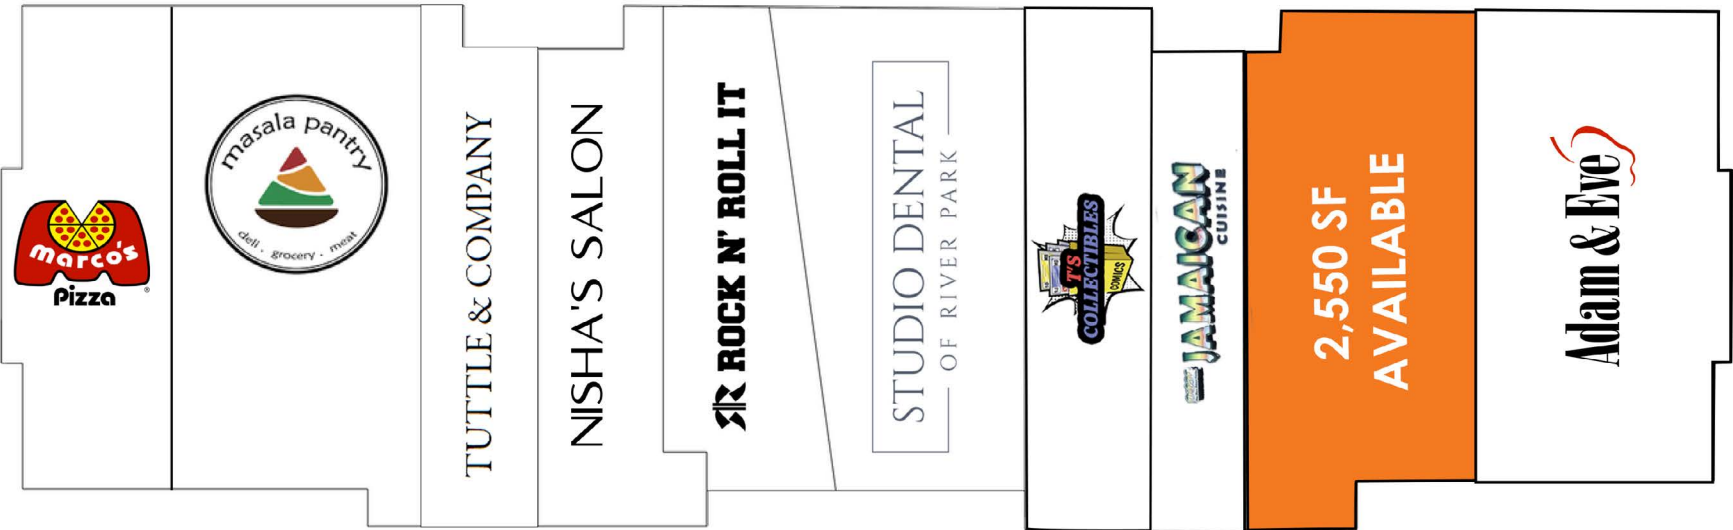 marco's
Pizza
®
masala pantry
deli · grocery · meat
TUTTLE & COMPANY
NISHA'S SALON
ROCK N' ROLL IT
STUDIO DENTAL
OF RIVER PARK
T'S
COLLECTIBLES
COMICS
JAMAICAN
CUISINE
2,550 SF
AVAILABLE
Adam & Eve